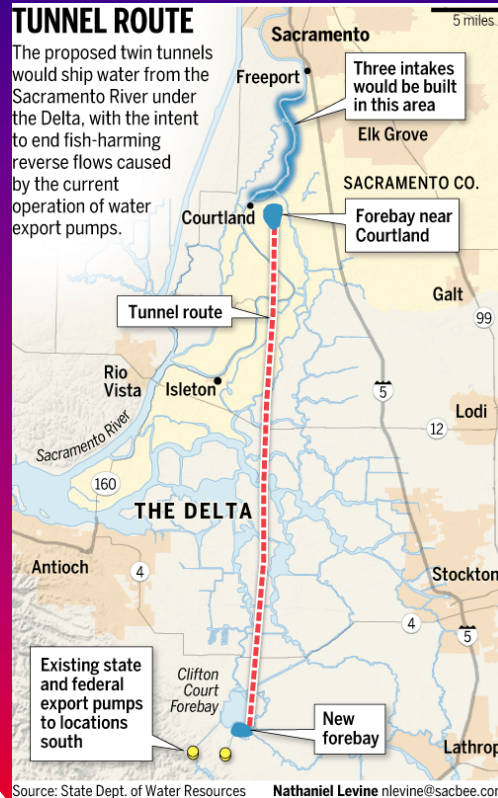 TUNNEL ROUTE
The proposed twin tunnels
would ship water from the
Sacramento River under
the Delta, with the intent
to end fish-harming
reverse flows caused
by the current
operation of water
export pumps.
Sacramento
5 miles
Freeport
Three intakes
would be built
in this area
Elk Grove
SACRAMENTO CO.
Courtland
Forebay near
Courtland
Galt
Tunnel route
99
Rio
Vista
Isleton
5
Lodi
12
Sacramento River
160
THE DELTA
Antioch
4
Stockton
4
5
Existing state
and federal
export pumps
to locations
south
Clifton
Court
Forebay
New
forebay
Lathrop
Source: State Dept. of Water Resources
Nathaniel Levine nlevine@sacbee.com